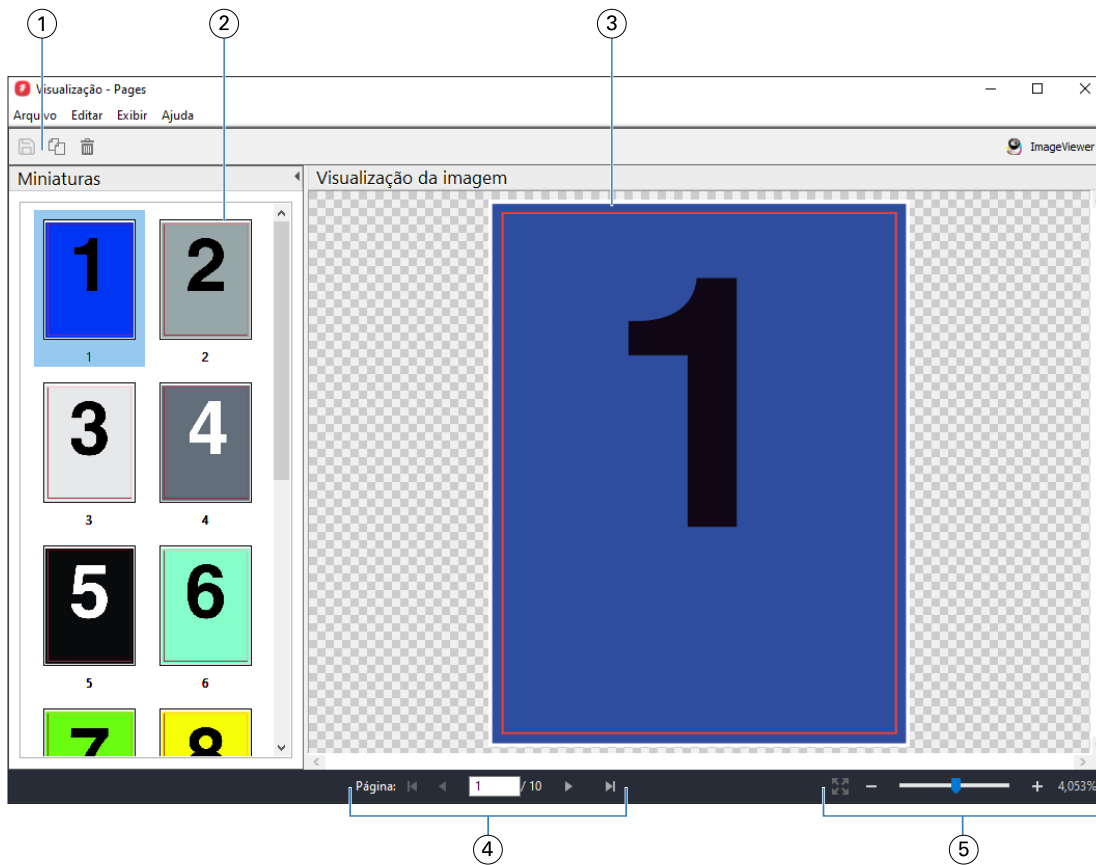 1 2 3
Visualização - Pages
Arquivo Editar Exibir Ajuda
ImageViewer
Miniaturas
Visualização da imagem
1 2
1 2
3 4
3 4
5 6
5 6
7 8
1
Página: 1 / 10
4,053%
4 5